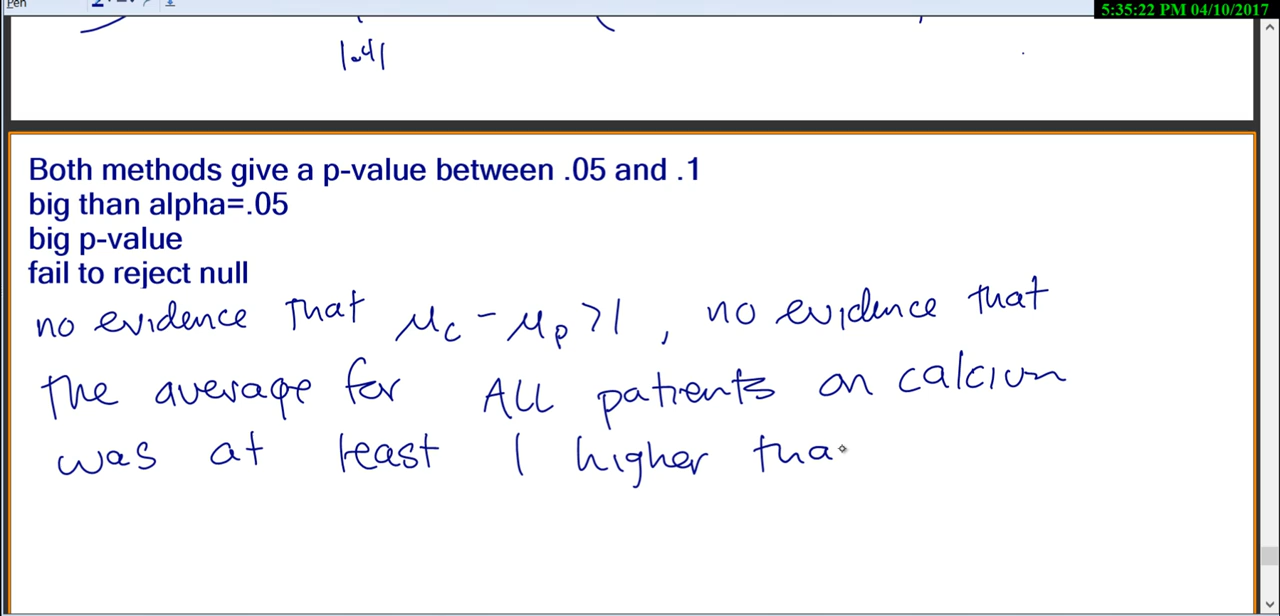 Pen
5:35:22 PM 04/10/2017
1.41
Both methods give a p-value between .05 and .1
big than alpha=.05
big p-value
fail to reject null
no evidence that μc - μp >1 , no evidence that
the average for ALL patients on calcium
was at least 1 higher tha